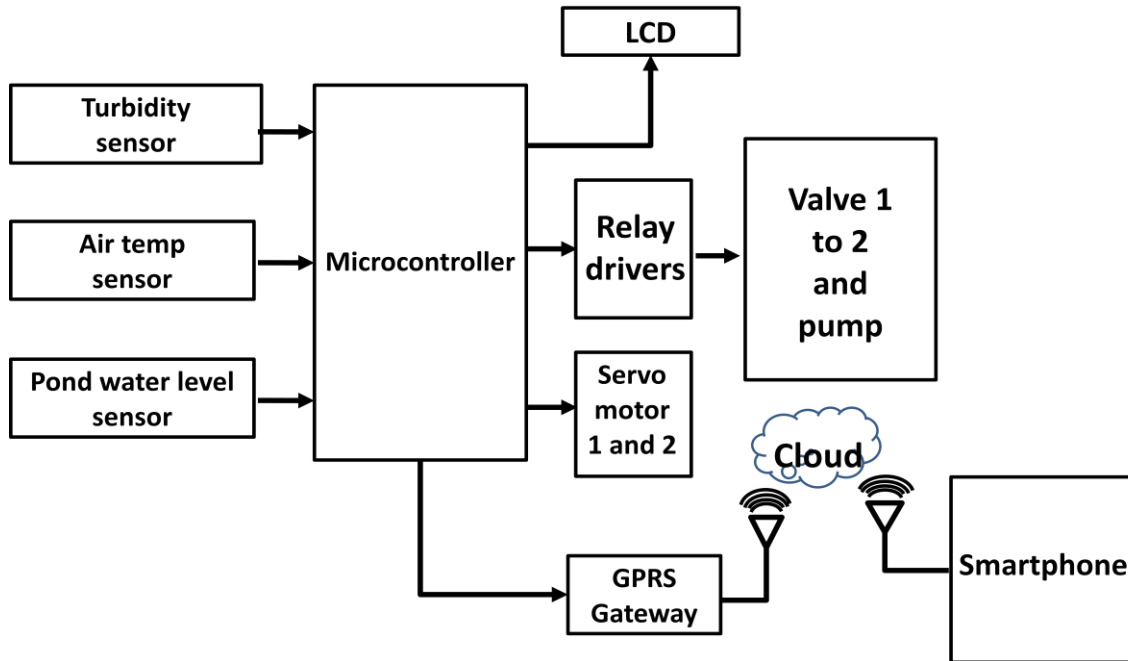 LCD
Turbidity
sensor
Air temp
sensor
Pond water level
sensor
Microcontroller
Relay
drivers
Valve 1
to 2
and
pump
Servo
motor
1 and 2
Cloud
GPRS
Gateway
Smartphone